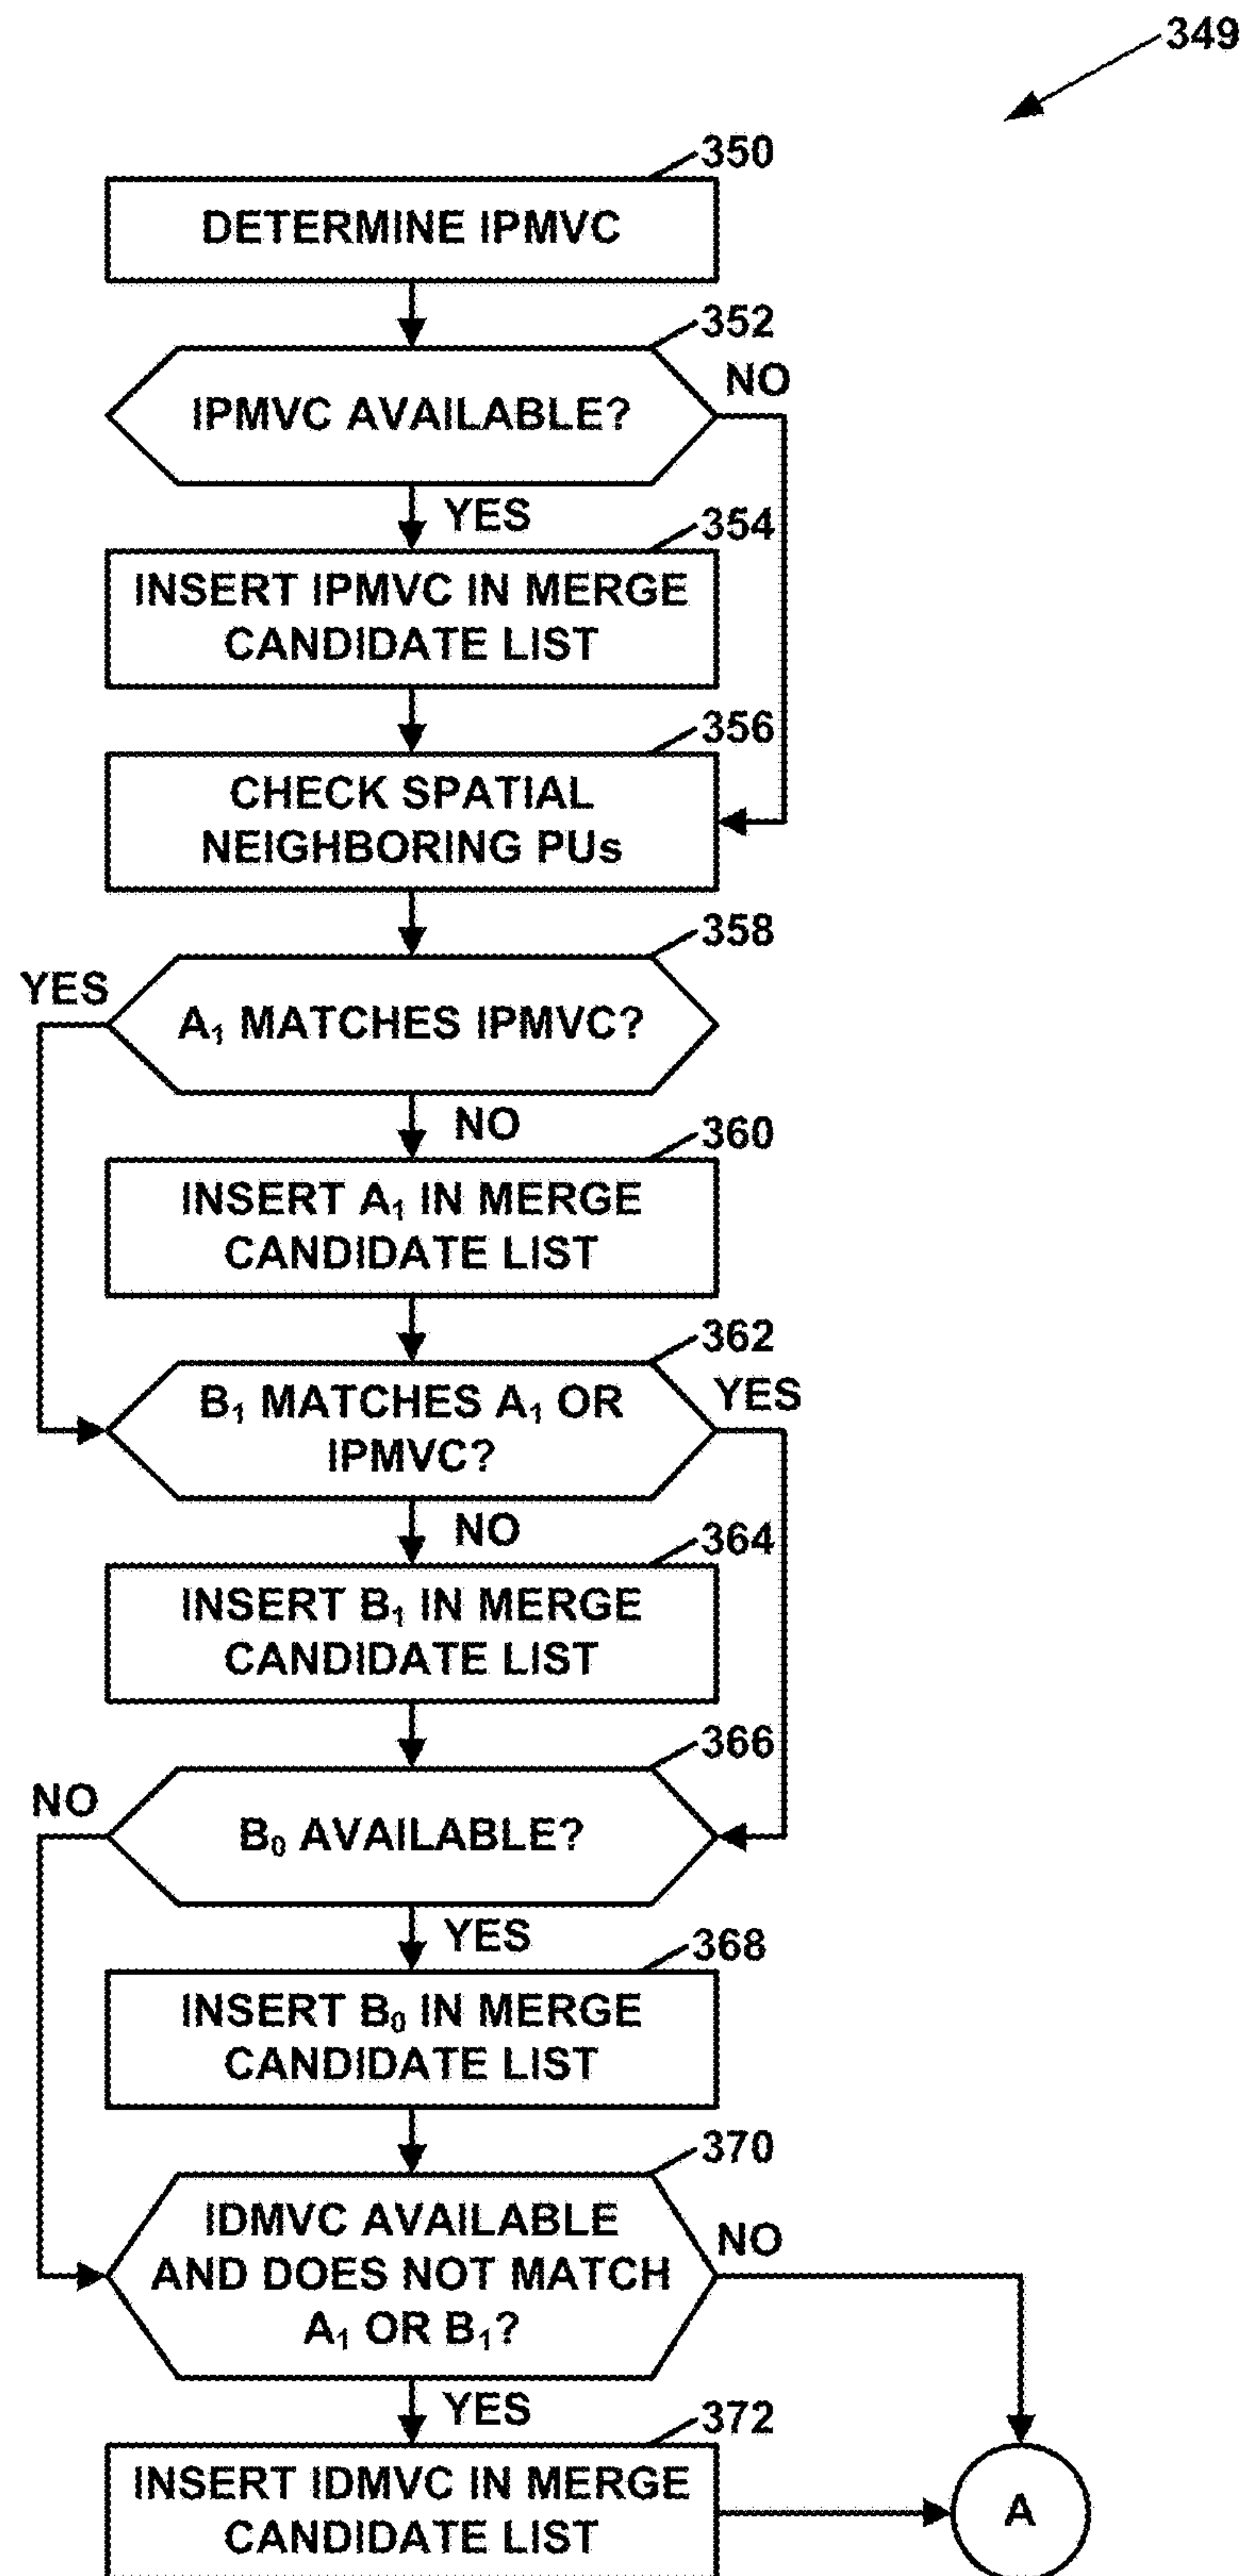 349
350
DETERMINE IPMVC
352
IPMVC AVAILABLE?
NO
YES
354
INSERT IPMVC IN MERGE
CANDIDATE LIST
356
CHECK SPATIAL
NEIGHBORING PUs
358
YES
A₁ MATCHES IPMVC?
NO
360
INSERT A₁ IN MERGE
CANDIDATE LIST
362
B₁ MATCHES A₁ OR
IPMVC?
YES
NO
364
INSERT B₁ IN MERGE
CANDIDATE LIST
366
NO
B₀ AVAILABLE?
YES
368
INSERT B₀ IN MERGE
CANDIDATE LIST
370
IDMVC AVAILABLE
AND DOES NOT MATCH
A₁ OR B₁?
NO
YES
372
INSERT IDMVC IN MERGE
CANDIDATE LIST
A